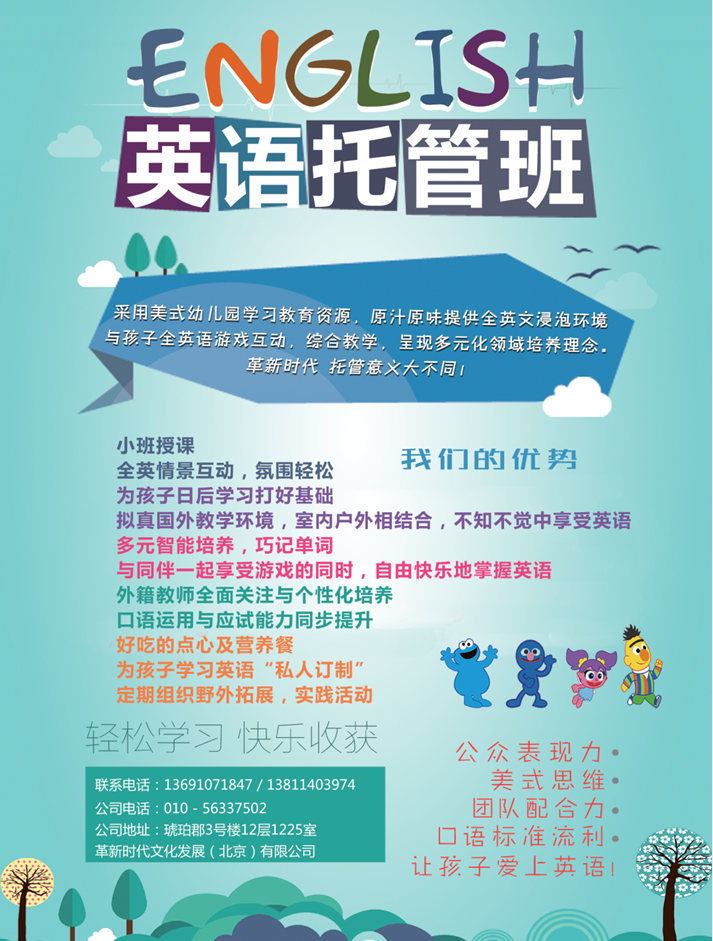 ENGLISH
英语托管班
采用美式幼儿园学习教育资源，原汁原味提供全英文浸泡环境
与孩子全英语游戏互动，综合教学，呈现多元化领域培养理念。
革新时代 托管意义大不同！
我们的优势
小班授课
全英情景互动，氛围轻松
为孩子日后学习打好基础
拟真国外教学环境，室内户外相结合，不知不觉中享受英语
多元智能培养，巧记单词
与同伴一起享受游戏的同时，自由快乐地掌握英语
外籍教师全面关注与个性化培养
口语运用与应试能力同步提升
好吃的点心及营养餐
为孩子学习英语“私人订制”
定期组织野外拓展，实践活动
轻松学习 快乐收获
联系电话：13691071847 / 13811403974
公司电话：010 - 56337502
公司地址：琥珀郡3号楼12层1225室
革新时代文化发展（北京）有限公司
公众表现力•
美式思维•
团队配合力•
口语标准流利•
让孩子爱上英语！